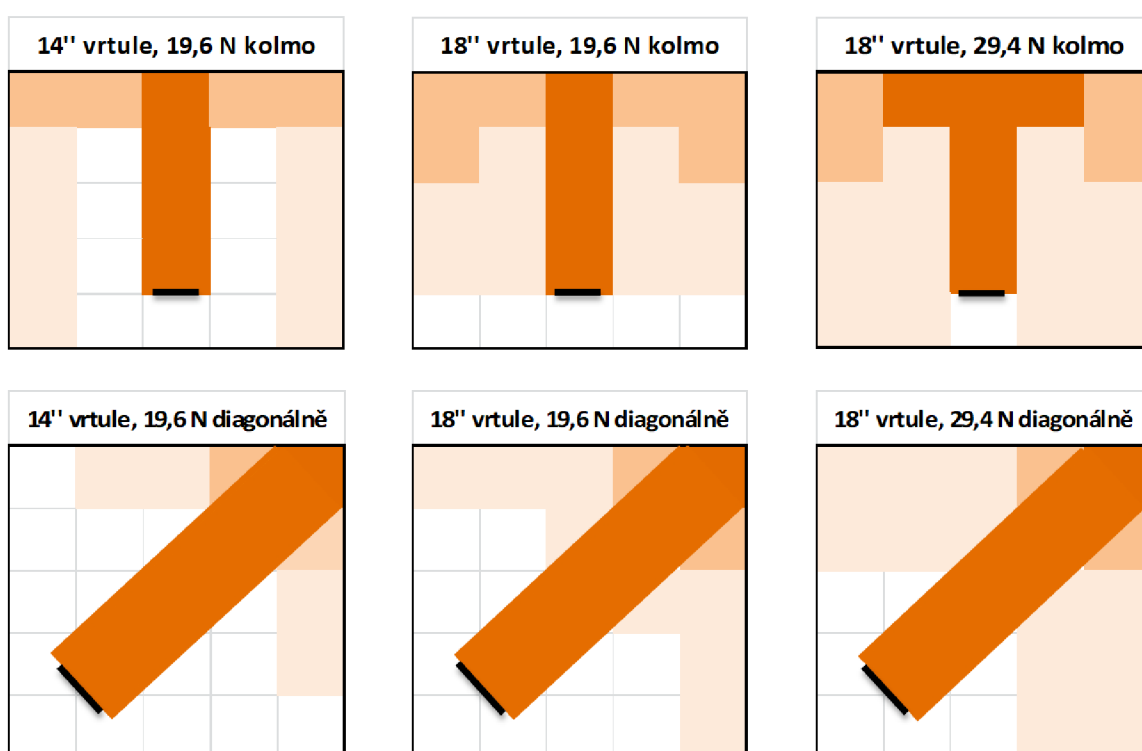 14'' vrtule, 19,6 N kolmo
18'' vrtule, 19,6 N kolmo
18'' vrtule, 29,4 N kolmo
14'' vrtule, 19,6 N diagonálně
18'' vrtule, 19,6 N diagonálně
18'' vrtule, 29,4 N diagonálně